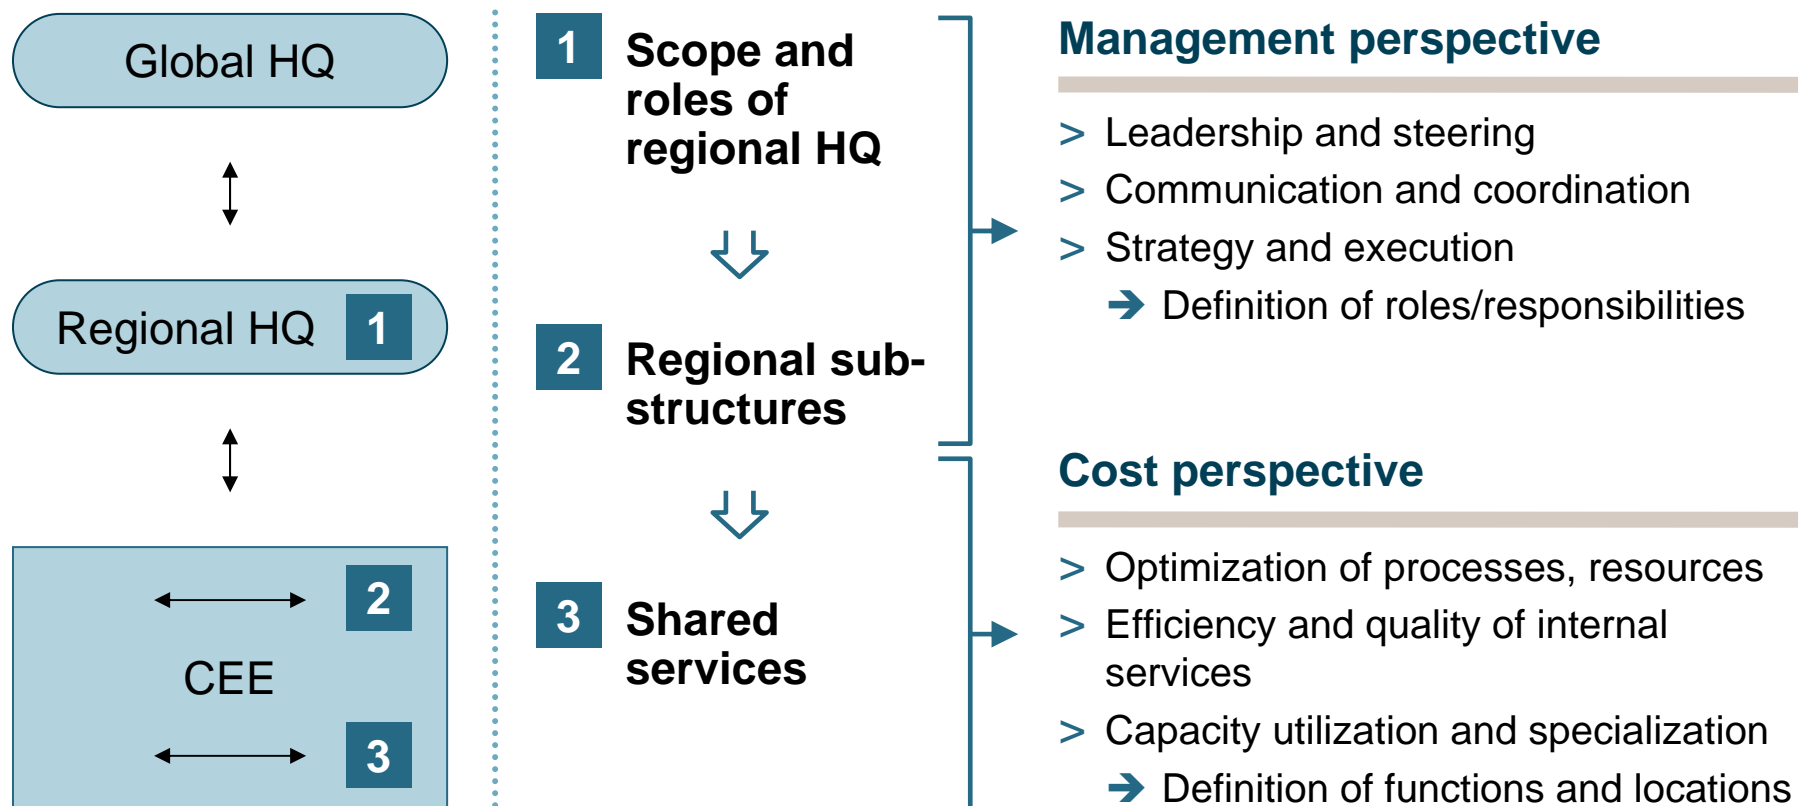 Global HQ
Regional HQ 1
2
CEE
3
1 Scope and
roles of
regional HQ
2 Regional sub-
structures
3 Shared
services
Management perspective
> Leadership and steering
> Communication and coordination
> Strategy and execution
➔ Definition of roles/responsibilities
Cost perspective
> Optimization of processes, resources
> Efficiency and quality of internal
services
> Capacity utilization and specialization
➔ Definition of functions and locations